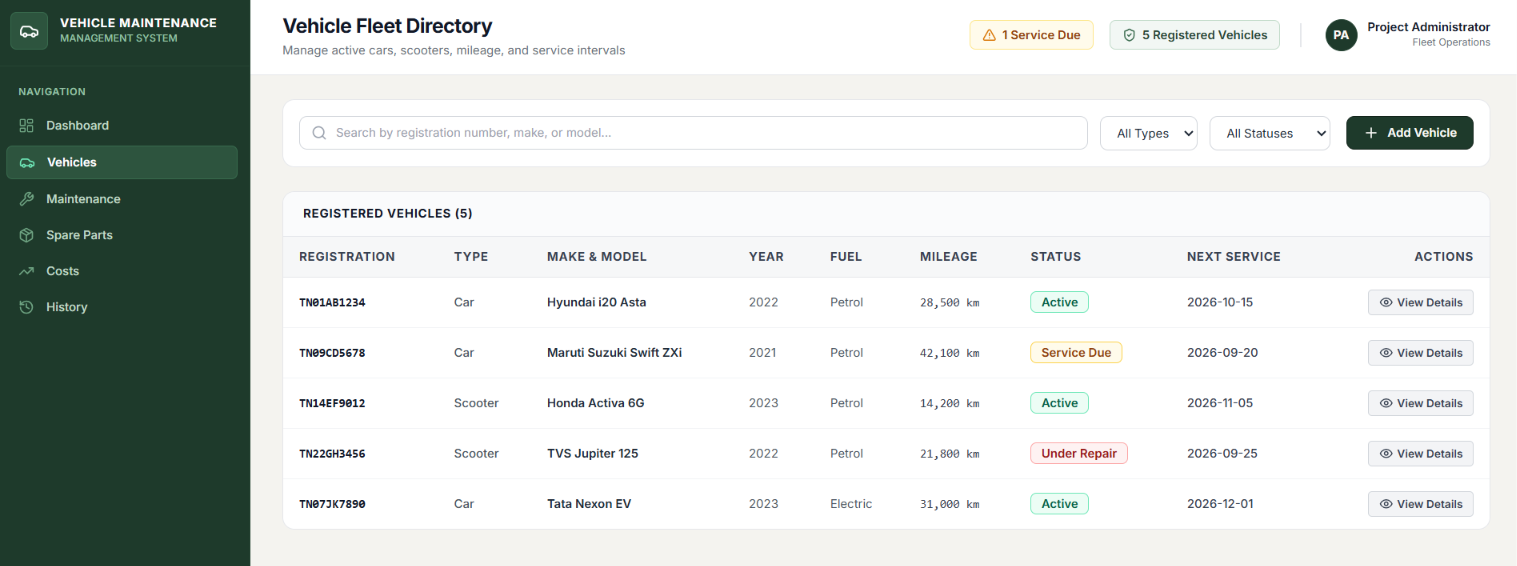 VEHICLE MAINTENANCE
MANAGEMENT SYSTEM
NAVIGATION
Dashboard
Vehicles
Maintenance
Spare Parts
Costs
History
Vehicle Fleet Directory
Manage active cars, scooters, mileage, and service intervals
1 Service Due
5 Registered Vehicles
PA
Project Administrator
Fleet Operations
Search by registration number, make, or model...
All Types
All Statuses
Add Vehicle
REGISTERED VEHICLES (5)
REGISTRATION TYPE MAKE & MODEL YEAR FUEL MILEAGE STATUS NEXT SERVICE ACTIONS
TN01AB1234 Car Hyundai i20 Asta 2022 Petrol 28,500 km Active 2026-10-15 View Details
TN09CD5678 Car Maruti Suzuki Swift ZXi 2021 Petrol 42,100 km Service Due 2026-09-20 View Details
TN14EF9012 Scooter Honda Activa 6G 2023 Petrol 14,200 km Active 2026-11-05 View Details
TN22GH3456 Scooter TVS Jupiter 125 2022 Petrol 21,800 km Under Repair 2026-09-25 View Details
TN07JK7890 Car Tata Nexon EV 2023 Electric 31,000 km Active 2026-12-01 View Details